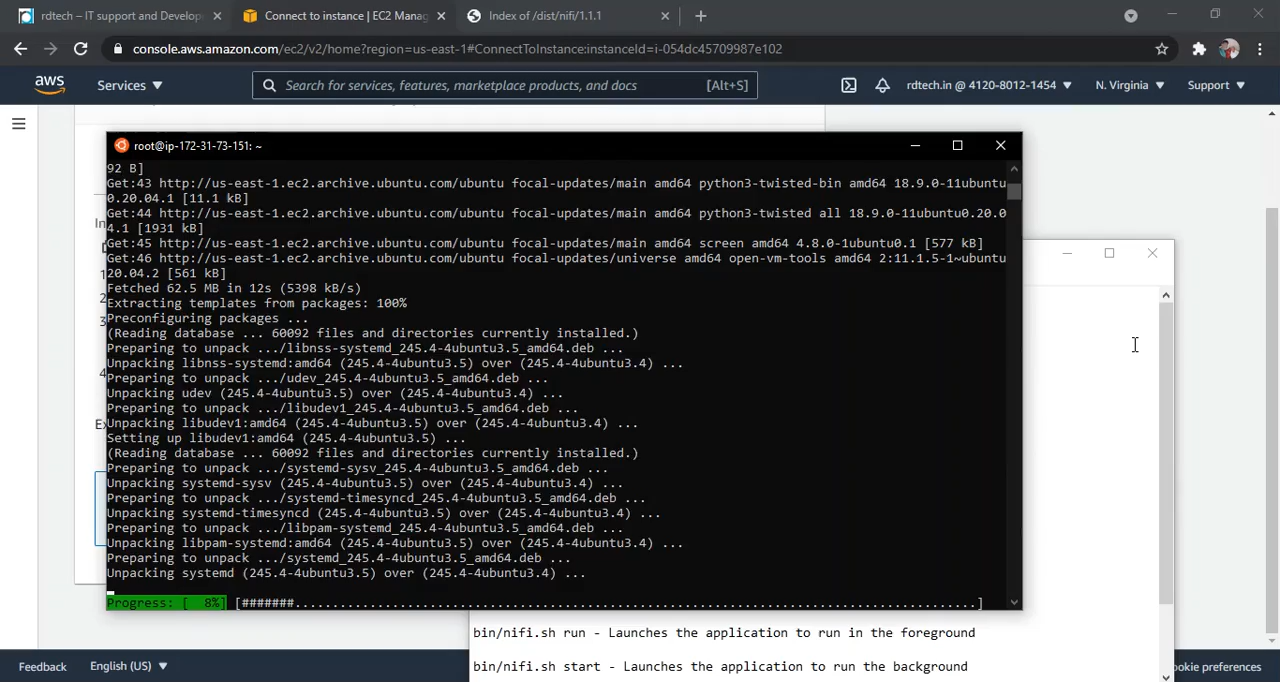 rdtech – IT support and Develop
Connect to instance | EC2 Manag
Index of /dist/nifi/1.1.1
console.aws.amazon.com/ec2/v2/home?region=us-east-1#ConnectToInstance:instanceId=i-054dc45709987e102
aws
Services
Search for services, features, marketplace products, and docs
[Alt+S]
rdtech.in @ 4120-8012-1454
N. Virginia
Support
root@ip-172-31-73-151: ~
92 B]
Get:43 http://us-east-1.ec2.archive.ubuntu.com/ubuntu focal-updates/main amd64 python3-twisted-bin amd64 18.9.0-11ubuntu
0.20.04.1 [11.1 kB]
Get:44 http://us-east-1.ec2.archive.ubuntu.com/ubuntu focal-updates/main amd64 python3-twisted all 18.9.0-11ubuntu0.20.0
4.1 [1931 kB]
Get:45 http://us-east-1.ec2.archive.ubuntu.com/ubuntu focal-updates/main amd64 screen amd64 4.8.0-1ubuntu0.1 [577 kB]
Get:46 http://us-east-1.ec2.archive.ubuntu.com/ubuntu focal-updates/universe amd64 open-vm-tools amd64 2:11.1.5-1~ubuntu
20.04.2 [561 kB]
Fetched 62.5 MB in 12s (5398 kB/s)
Extracting templates from packages: 100%
Preconfiguring packages ...
(Reading database ... 60092 files and directories currently installed.)
Preparing to unpack .../libnss-systemd_245.4-4ubuntu3.5_amd64.deb ...
Unpacking libnss-systemd:amd64 (245.4-4ubuntu3.5) over (245.4-4ubuntu3.4) ...
Preparing to unpack .../udev_245.4-4ubuntu3.5_amd64.deb ...
Unpacking udev (245.4-4ubuntu3.5) over (245.4-4ubuntu3.4) ...
Preparing to unpack .../libudev1_245.4-4ubuntu3.5_amd64.deb ...
Unpacking libudev1:amd64 (245.4-4ubuntu3.5) over (245.4-4ubuntu3.4) ...
Setting up libudev1:amd64 (245.4-4ubuntu3.5) ...
(Reading database ... 60092 files and directories currently installed.)
Preparing to unpack .../systemd-sysv_245.4-4ubuntu3.5_amd64.deb ...
Unpacking systemd-sysv (245.4-4ubuntu3.5) over (245.4-4ubuntu3.4) ...
Preparing to unpack .../systemd-timesyncd_245.4-4ubuntu3.5_amd64.deb ...
Unpacking systemd-timesyncd (245.4-4ubuntu3.5) over (245.4-4ubuntu3.4) ...
Preparing to unpack .../libpam-systemd_245.4-4ubuntu3.5_amd64.deb ...
Unpacking libpam-systemd:amd64 (245.4-4ubuntu3.5) over (245.4-4ubuntu3.4) ...
Preparing to unpack .../systemd_245.4-4ubuntu3.5_amd64.deb ...
Unpacking systemd (245.4-4ubuntu3.5) over (245.4-4ubuntu3.4) ...
Progress: [  8%] [#######...........................................................................................]
bin/nifi.sh run - Launches the application to run in the foreground
bin/nifi.sh start - Launches the application to run the background
Feedback
English (US)
ookie preferences